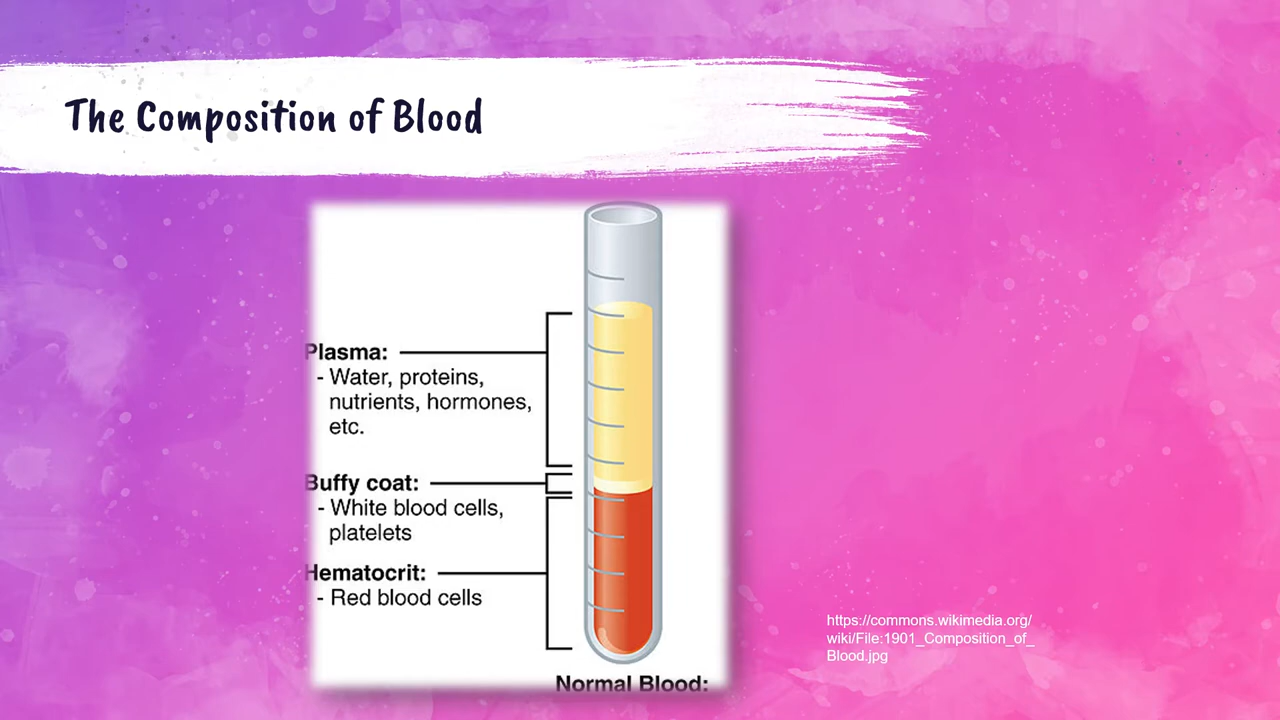 The Composition of Blood
Plasma:
- Water, proteins,
nutrients, hormones,
etc.
Buffy coat:
- White blood cells,
platelets
Hematocrit:
- Red blood cells
Normal Blood:
https://commons.wikimedia.org/
wiki/File:1901_Composition_of_
Blood.jpg